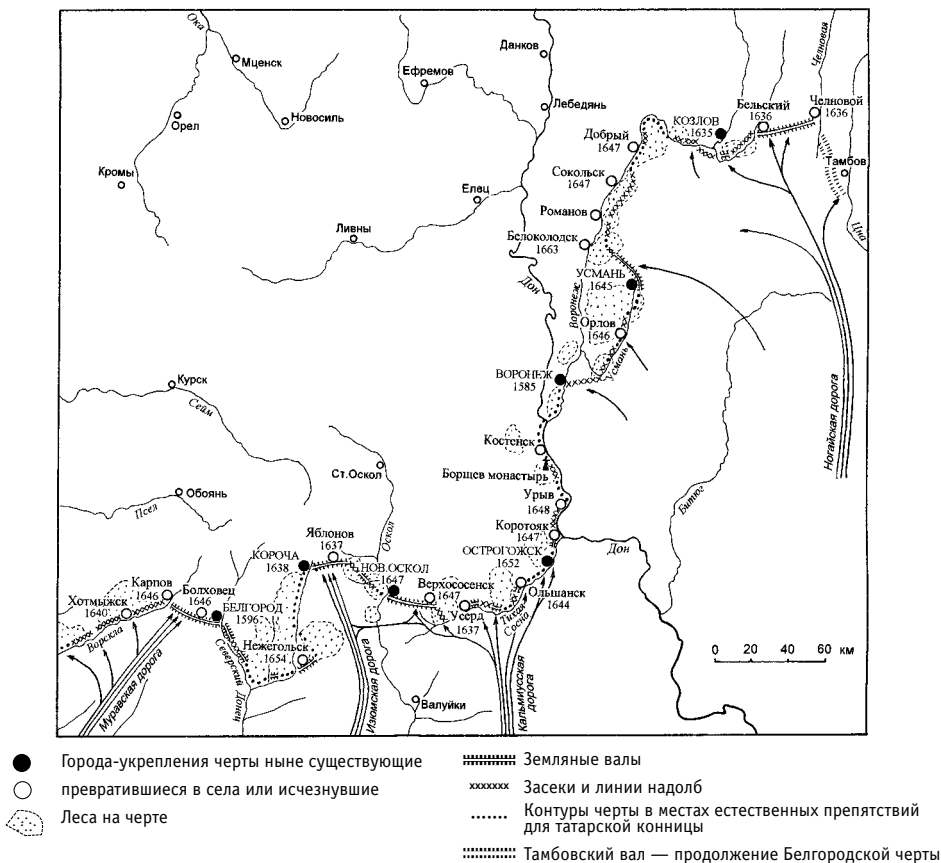 Ока
Мценск
Орел
Новосиль
Кромы
Ефремов
Данков
Лебедянь
Елец
Ливны
Дон
Добрый
1647
Сокольск
1647
Романов
Белоколодск
1663
КОЗЛОВ
1635
Бельский
1636
Челновой
1636
Челновая
Тамбов
Цна
УСМАНЬ
1645
Орлов
1646
Усмань
Воронеж
ВОРОНЕЖ
1585
Костенск
Борщев монастырь
Урыв
1648
Коротояк
1647
ОСТРОГОЖСК
1652
Ольшанск
1644
Дон
Битюг
Ногайская дорога
Курск
Сейм
Ст.Оскол
Оскол
Обоянь
Псел
Яблонов
1637
КОРОЧА
1638
НОВ.ОСКОЛ
1647
Верхососенск
1647
Усерд
1637
Тихая
Сосна
Карпов
1646
Болховец
1646
Хотмыжск
1640
БЕЛГОРОД
1596
Ворскла
Нежегольск
1654
Северский Донец
Муравская дорога
Изюмская Дорога
Кальмиусская
дорога
Валуйки
0 20 40 60 км
Города-укрепления черты ныне существующие
превратившиеся в села или исчезнувшие
Леса на черте
Земляные валы
Засеки и линии надолб
Контуры черты в местах естественных препятствий
для татарской конницы
Тамбовский вал — продолжение Белгородской черты